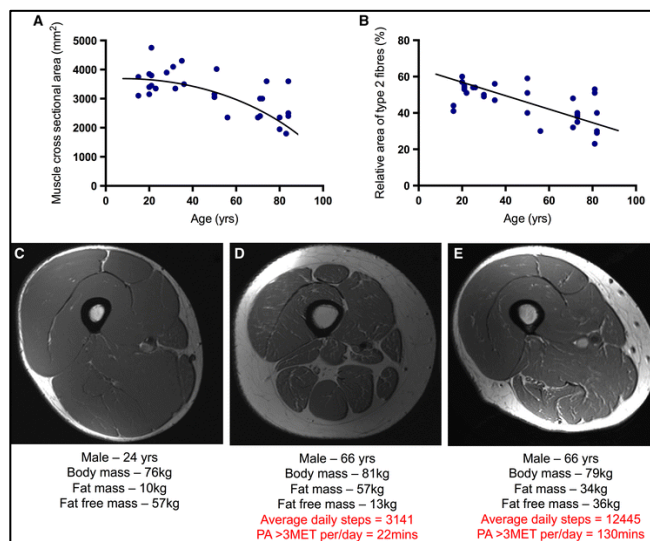 A
Muscle cross sectional area (mm²)
5000
4000
3000
2000
1000
0
0 20 40 60 80 100
Age (yrs)
B
Relative area of type 2 fibres (%)
80
60
40
20
0
0 20 40 60 80 100
Age (yrs)
C
Male – 24 yrs
Body mass – 76kg
Fat mass – 10kg
Fat free mass – 57kg
D
Male – 66 yrs
Body mass – 81kg
Fat mass – 57kg
Fat free mass – 13kg
Average daily steps = 3141
PA >3MET per/day = 22mins
E
Male – 66 yrs
Body mass – 79kg
Fat mass – 34kg
Fat free mass – 36kg
Average daily steps = 12445
PA >3MET per/day = 130mins